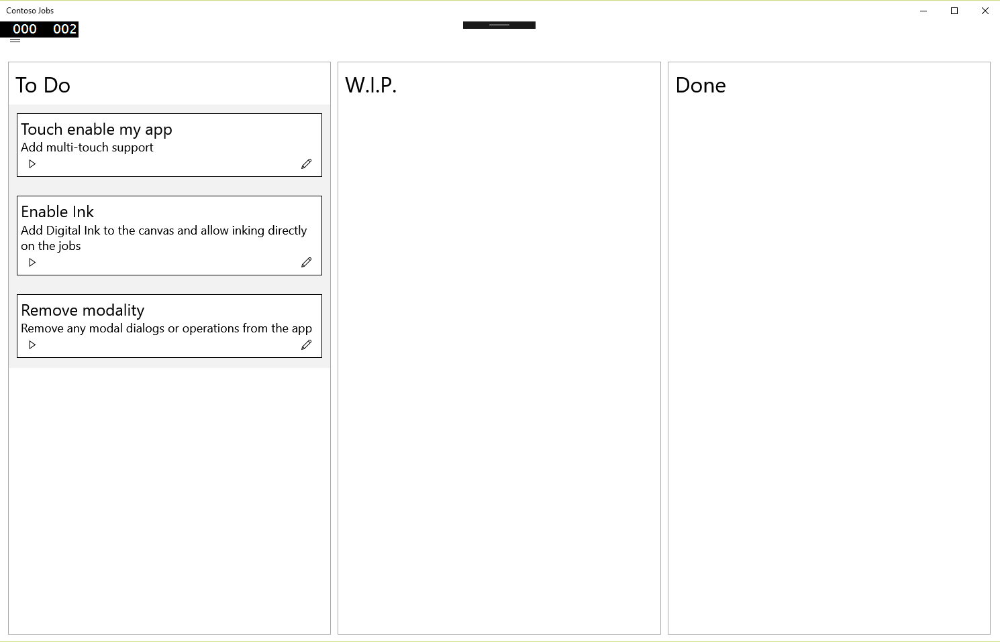 Contoso Jobs
000 002
To Do
Touch enable my app
Add multi-touch support
Enable Ink
Add Digital Ink to the canvas and allow inking directly
on the jobs
Remove modality
Remove any modal dialogs or operations from the app
W.I.P.
Done